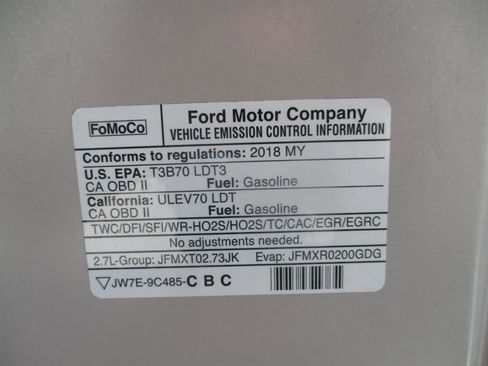 FoMoCo
Ford Motor Company
VEHICLE EMISSION CONTROL INFORMATION
Conforms to regulations: 2018 MY
U.S. EPA: T3B70 LDT3
CA OBD II Fuel: Gasoline
California: ULEV70 LDT
CA OBD II Fuel: Gasoline
TWC/DFI/SFI/WR-HO2S/HO2S/TC/CAC/EGR/EGRC
No adjustments needed.
2.7L-Group: JFMXT02.73JK Evap: JFMXR0200GDG
JW7E-9C485-C B C